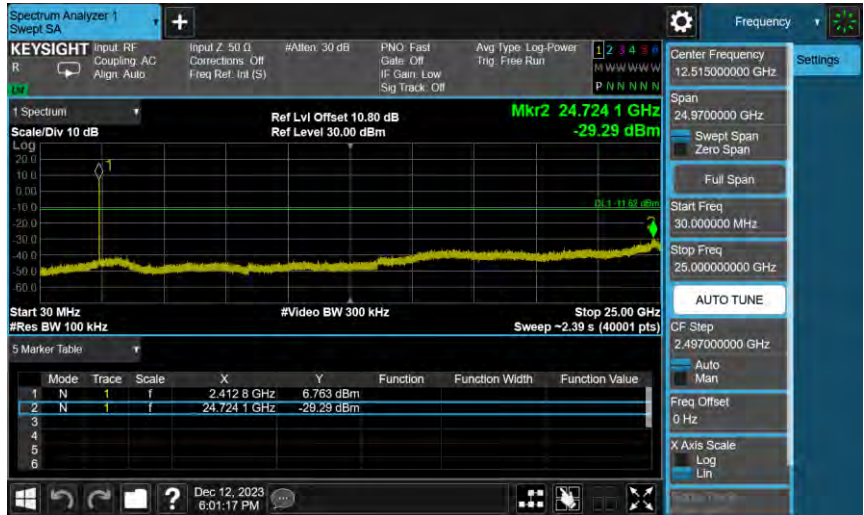 Spectrum Analyzer 1
Swept SA
Frequency
KEYSIGHT
R
Input: RF
Coupling: AC
Align: Auto
Input Z: 50 Ω
Corrections: Off
Freq Ref: Int (S)
#Atten: 30 dB
PNO: Fast
Gate: Off
IF Gain: Low
Sig Track: Off
Avg Type: Log-Power
Trig: Free Run
1 2 3 4 5 6
M W W W W W
P N N N N N
1 Spectrum
Scale/Div 10 dB
Ref Lvl Offset 10.80 dB
Ref Level 30.00 dBm
Mkr2 24.724 1 GHz
-29.29 dBm
Log
20.0
10.0
0.00
-10.0
-20.0
-30.0
-40.0
-50.0
-60.0
1
DL1 -11.62 dBm
Start 30 MHz
#Res BW 100 kHz
#Video BW 300 kHz
Stop 25.00 GHz
Sweep ~2.39 s (40001 pts)
5 Marker Table
Mode Trace Scale X Y Function Function Width Function Value
1 N 1 f 2.412 8 GHz 6.763 dBm
2 N 1 f 24.724 1 GHz -29.29 dBm
3
4
5
6
Dec 12, 2023
6:01:17 PM
Center Frequency
12.515000000 GHz
Settings
Span
24.9700000 GHz
Swept Span
Zero Span
Full Span
Start Freq
30.000000 MHz
Stop Freq
25.000000000 GHz
AUTO TUNE
CF Step
2.497000000 GHz
Auto
Man
Freq Offset
0 Hz
X Axis Scale
Log
Lin